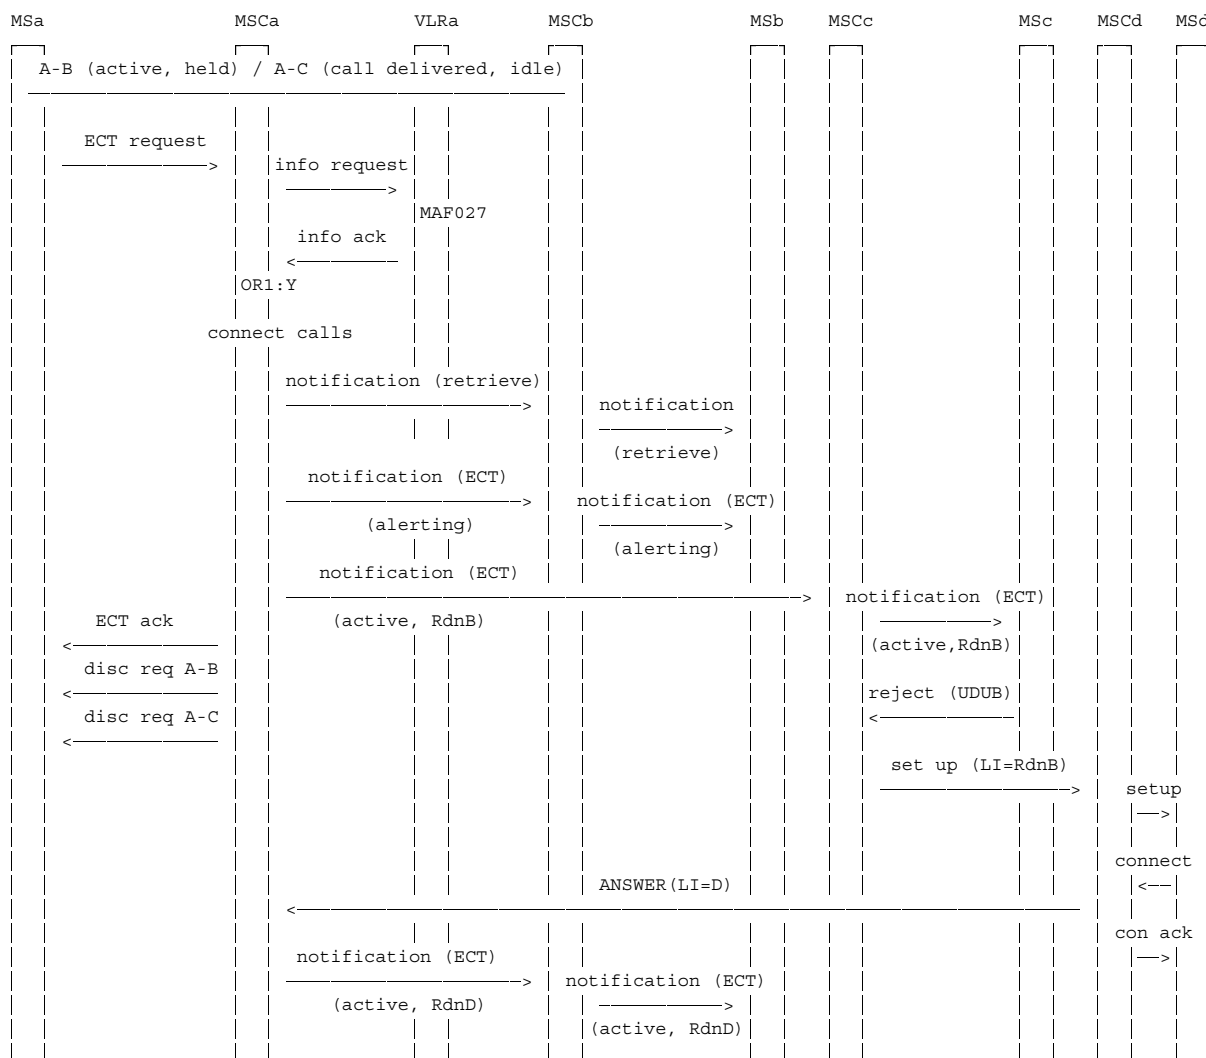 MSa MSCa VLRa MSCb MSb MSCc MSc MSCd MSd
A-B (active, held) / A-C (call delivered, idle)
ECT request
info request
MAF027
info ack
OR1:Y
connect calls
notification (retrieve)
notification
(retrieve)
notification (ECT)
notification (ECT)
(alerting)
(alerting)
notification (ECT)
notification (ECT)
ECT ack (active, RdnB)
(active,RdnB)
disc req A-B
reject (UDUB)
disc req A-C
set up (LI=RdnB)
setup
connect
ANSWER(LI=D)
con ack
notification (ECT)
notification (ECT)
(active, RdnD)
(active, RdnD)